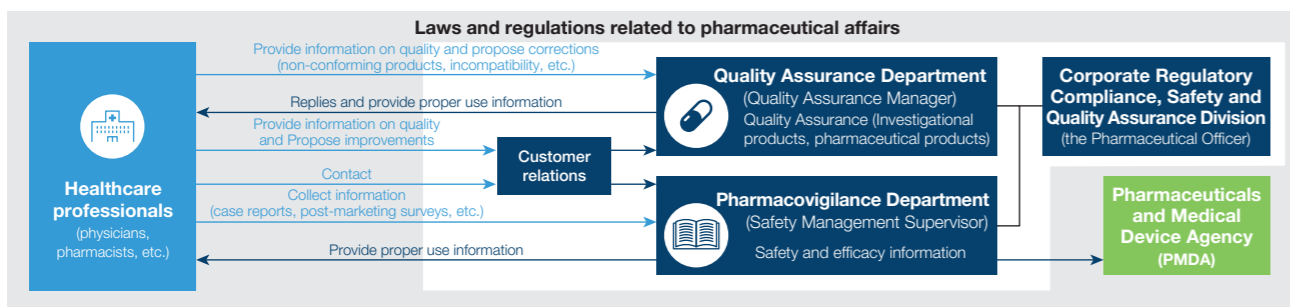 Laws and regulations related to pharmaceutical affairs
Healthcare
professionals
(physicians,
pharmacists, etc.)
Provide information on quality and propose corrections
(non-conforming products, incompatibility, etc.)
Replies and provide proper use information
Provide information on quality
and Propose improvements
Contact
Collect information
(case reports, post-marketing surveys, etc.)
Provide proper use information
Customer
relations
Quality Assurance Department
(Quality Assurance Manager)
Quality Assurance (Investigational
products, pharmaceutical products)
Pharmacovigilance Department
(Safety Management Supervisor)
Safety and efficacy information
Corporate Regulatory
Compliance, Safety and
Quality Assurance Division
(the Pharmaceutical Officer)
Pharmaceuticals
and Medical
Device Agency
(PMDA)